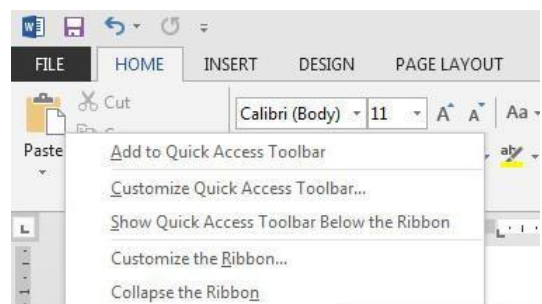 FILE HOME INSERT DESIGN PAGE LAYOUT
Cut
Calibri (Body) 11 A A Aa
Paste
Add to Quick Access Toolbar
Customize Quick Access Toolbar...
Show Quick Access Toolbar Below the Ribbon
Customize the Ribbon...
Collapse the Ribbon